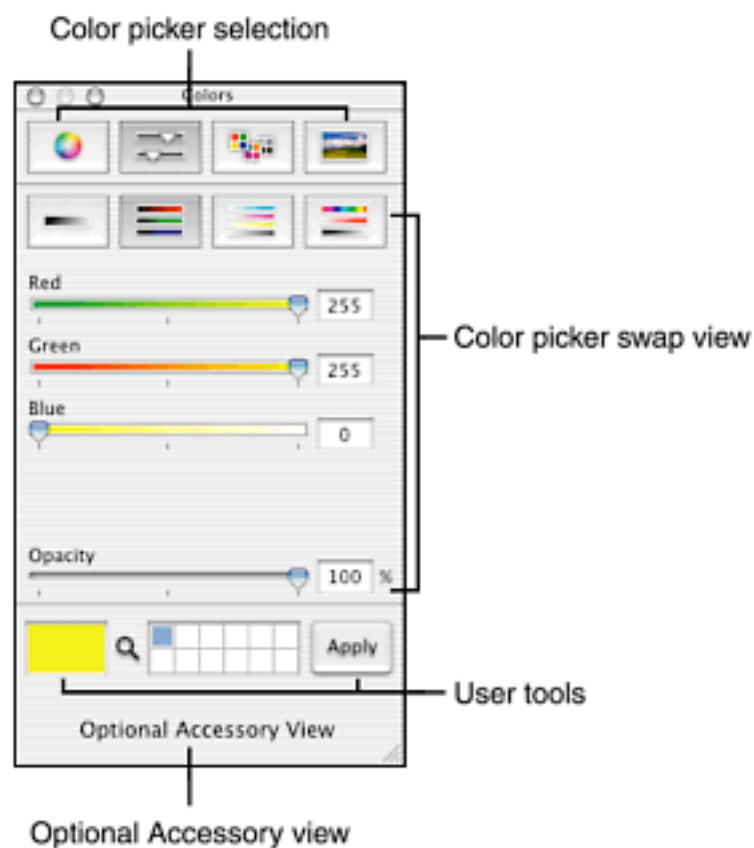 Color picker selection
Colors
Red
255
Green
255
Color picker swap view
Blue
0
Opacity
100 %
Apply
User tools
Optional Accessory View
Optional Accessory view